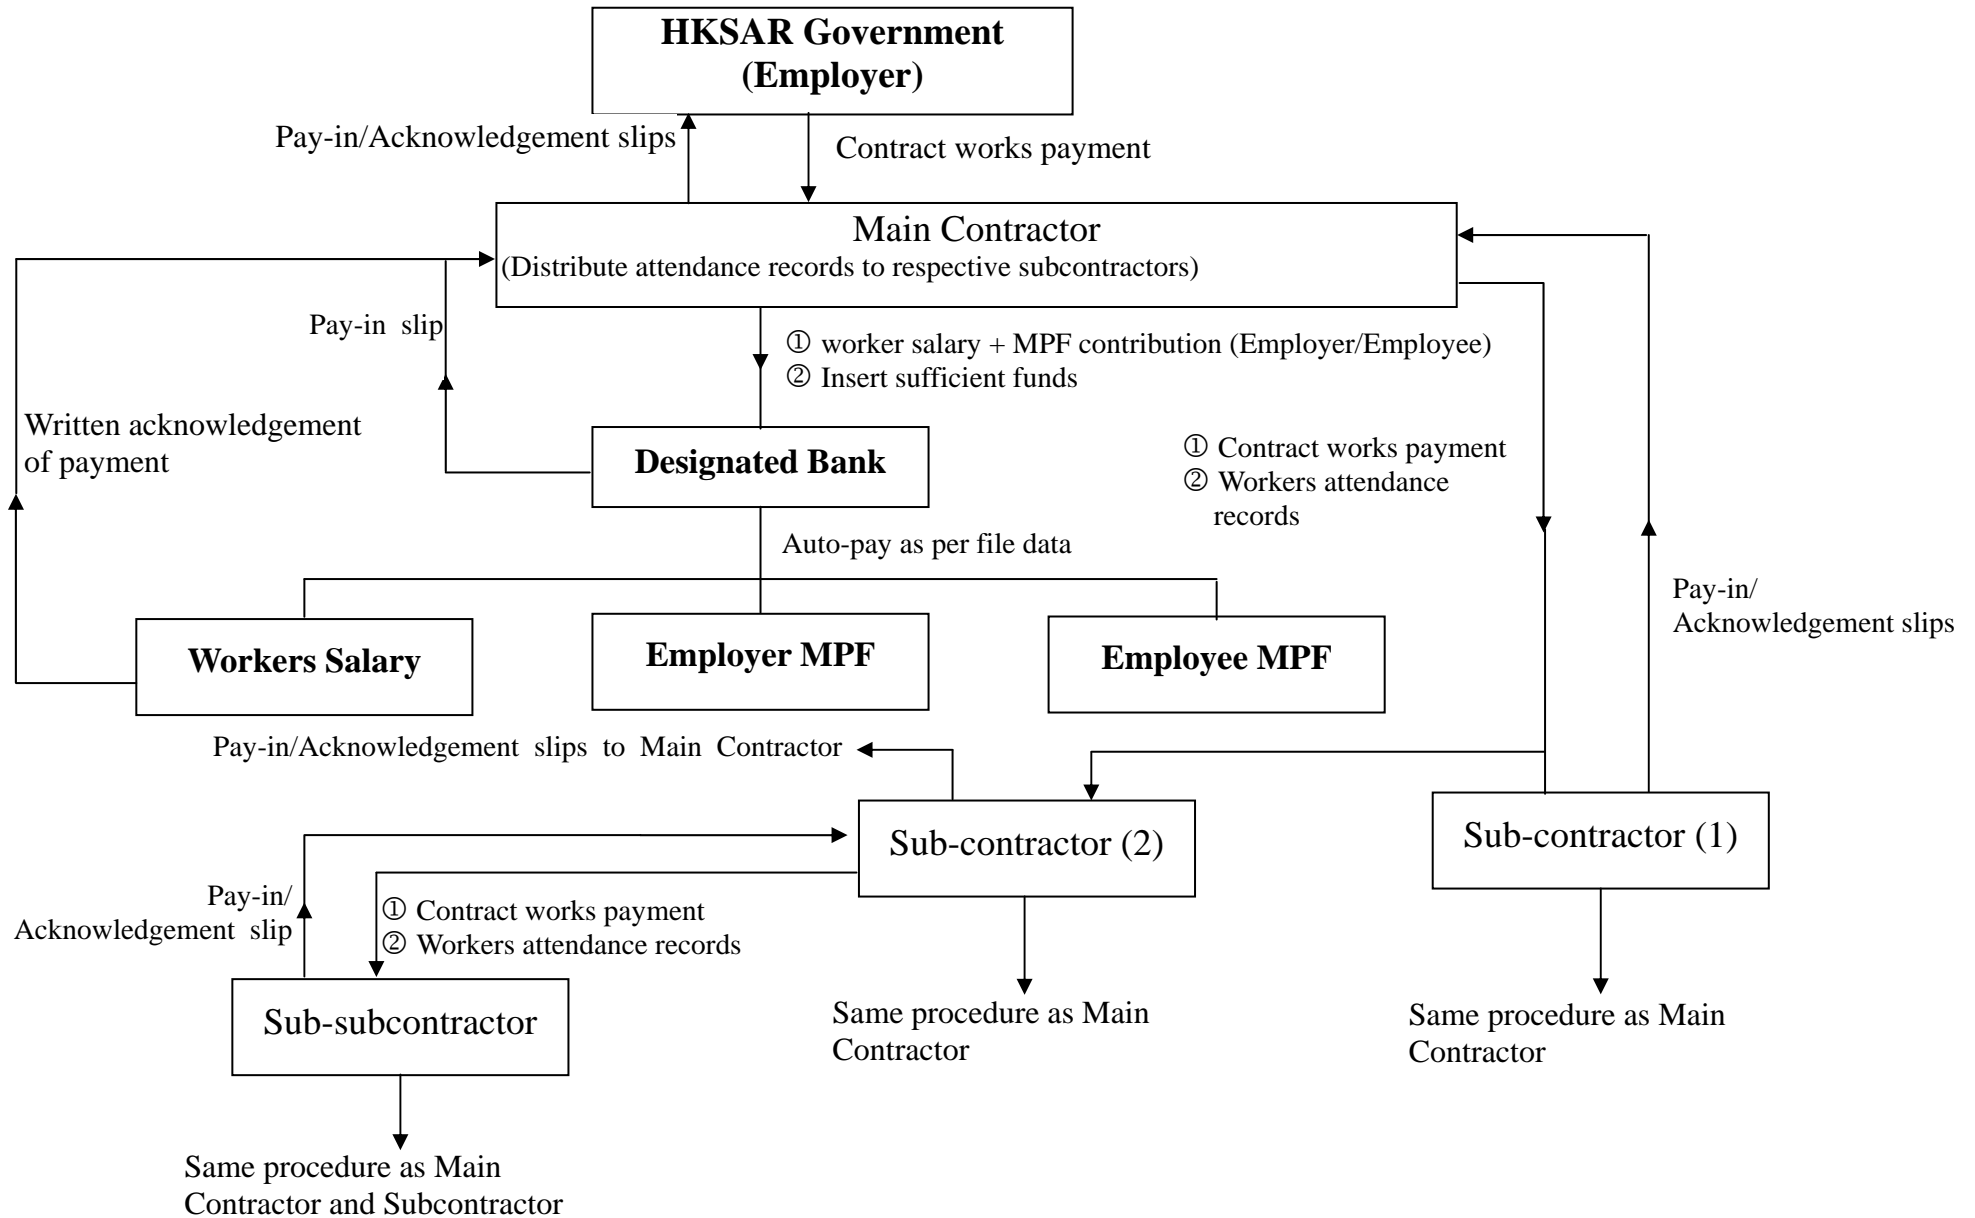 HKSAR Government
(Employer)
Pay-in/Acknowledgement slips
Contract works payment
Main Contractor
(Distribute attendance records to respective subcontractors)
Pay-in slip
① worker salary + MPF contribution (Employer/Employee)
② Insert sufficient funds
Written acknowledgement
of payment
Designated Bank
① Contract works payment
② Workers attendance
records
Auto-pay as per file data
Pay-in/
Acknowledgement slips
Workers Salary
Employer MPF
Employee MPF
Pay-in/Acknowledgement slips to Main Contractor
Sub-contractor (2)
Sub-contractor (1)
Pay-in/
Acknowledgement slip
① Contract works payment
② Workers attendance records
Sub-subcontractor
Same procedure as Main
Contractor
Same procedure as Main
Contractor
Same procedure as Main
Contractor and Subcontractor